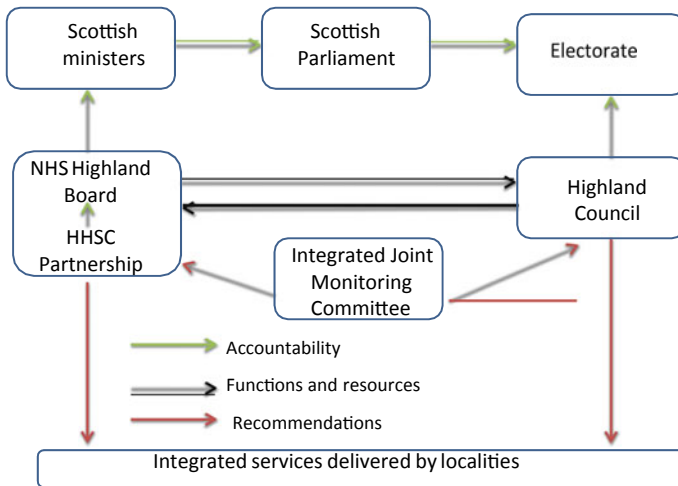 Scottish
ministers
Scottish
Parliament
Electorate
NHS Highland
Board
HHSC
Partnership
Highland
Council
Integrated Joint
Monitoring
Committee
Accountability
Functions and resources
Recommendations
Integrated services delivered by localities